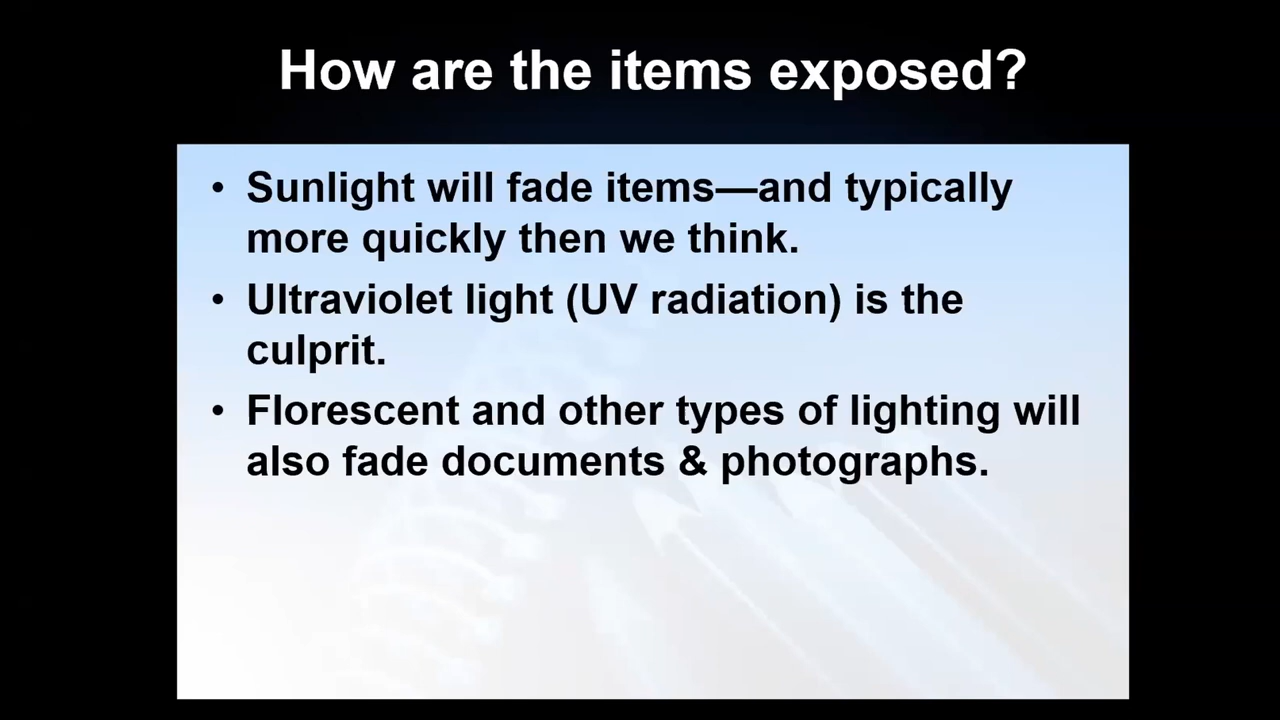 How are the items exposed?
• Sunlight will fade items—and typically
more quickly then we think.
• Ultraviolet light (UV radiation) is the
culprit.
• Florescent and other types of lighting will
also fade documents & photographs.